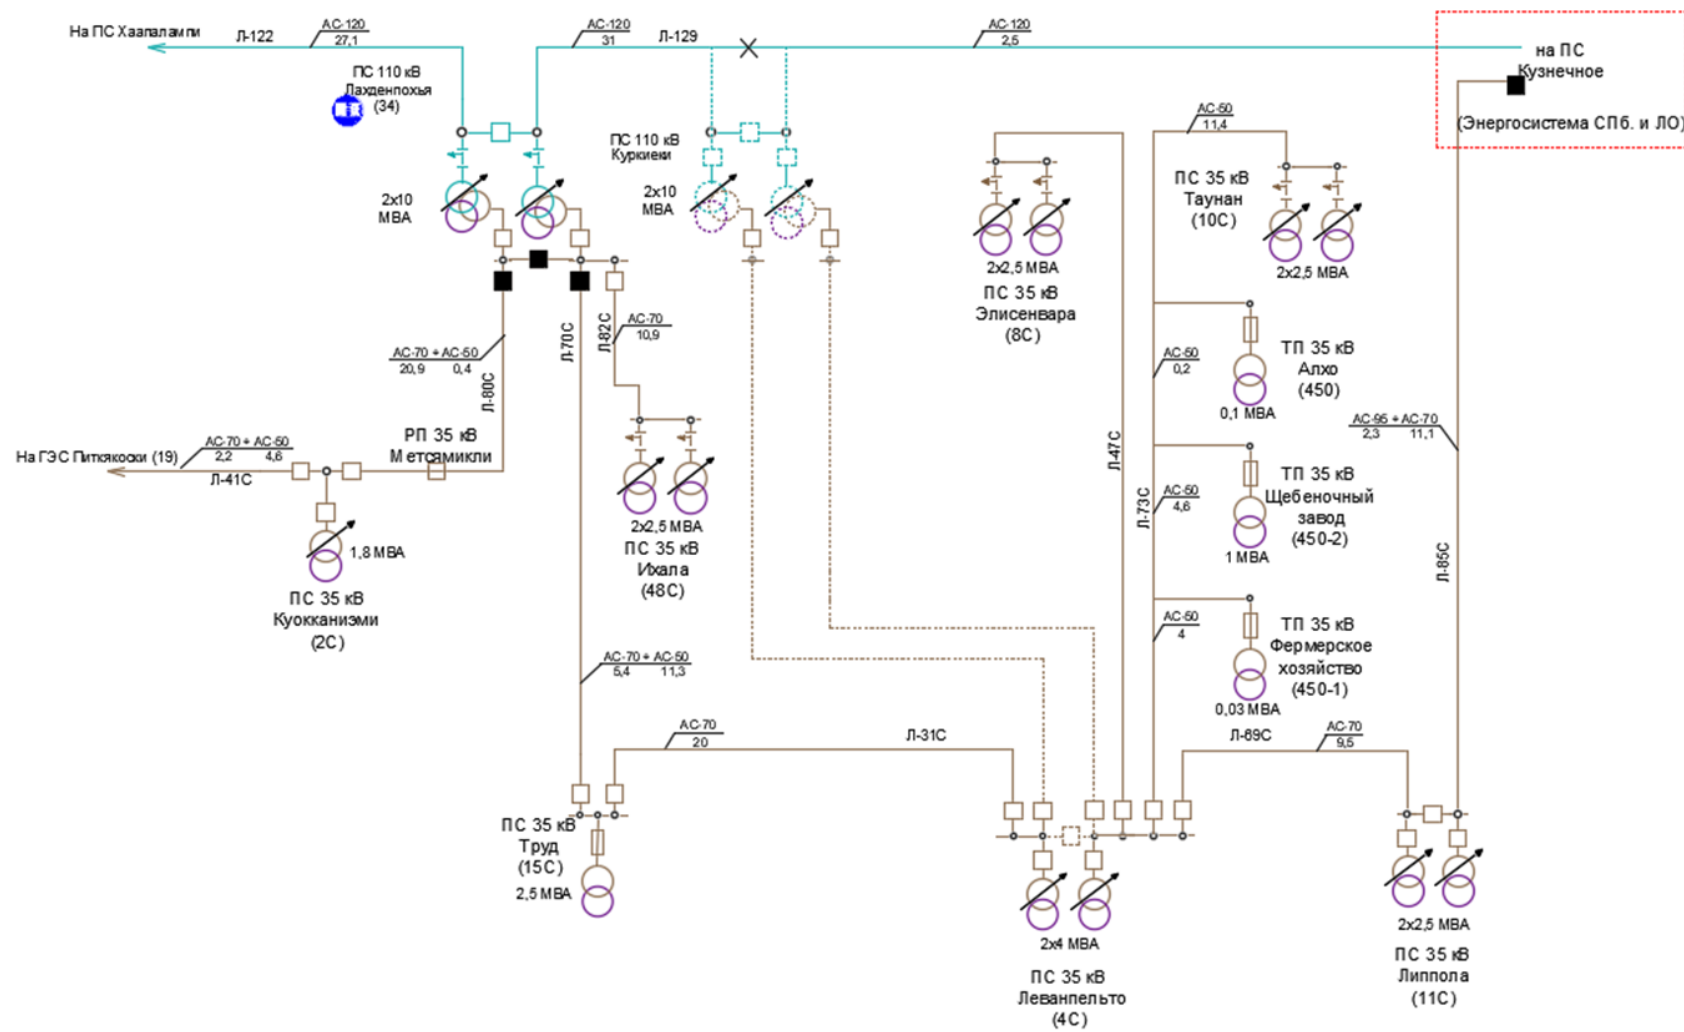 На ПС Хаапалампи
Л-122
АС-120
27,1
АС-120
31
Л-129
АС-120
2,5
на ПС
Кузнечное
(Энергосистема СПб. и ЛО)
ПС 110 кВ
Лахденпохья
(34)
2х10
МВА
ПС 110 кВ
Куркиеки
2х10
МВА
2х2,5 МВА
ПС 35 кВ
Элисенвара
(8С)
АС-50
11,4
ПС 35 кВ
Таунан
(10С)
2х2,5 МВА
АС-70 + АС-50
20,9 0,4
Л-80С
Л-70С
Л-82С
АС-70
10,9
АС-50
0,2
ТП 35 кВ
Алхо
(450)
0,1 МВА
АС-95 + АС-70
2,3 11,1
На ГЭС Питкякоски (19)
АС-70 + АС-50
2,2 4,6
Л-41С
РП 35 кВ
Метсямикли
Л-47С
Л-73С
АС-50
4,6
ТП 35 кВ
Щебеночный
завод
(450-2)
1 МВА
2х2,5 МВА
ПС 35 кВ
Ихала
(48С)
1,8 МВА
ПС 35 кВ
Куокканиэми
(2С)
Л-85С
АС-50
4
ТП 35 кВ
Фермерское
хозяйство
(450-1)
0,03 МВА
АС-70 + АС-50
5,4 11,3
АС-70
20
Л-31С
Л-69С
АС-70
9,5
ПС 35 кВ
Труд
(15С)
2,5 МВА
2х4 МВА
ПС 35 кВ
Леванпельто
(4С)
2х2,5 МВА
ПС 35 кВ
Липпола
(11С)